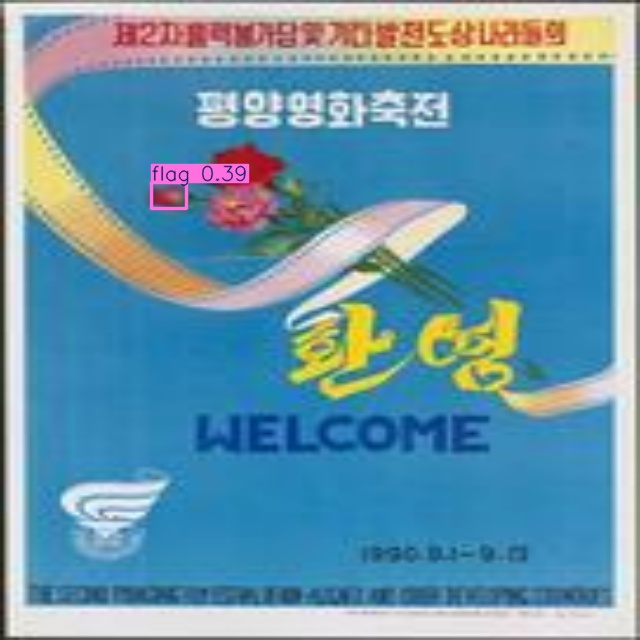 제2차쁠럭불가담및기타발전도상나라들의
평양영화축전
환영
WELCOME
1990.9.1-9.13
THE SECOND PYONGYANG FILM FESTIVAL OF NON-ALIGNED AND OTHER DEVELOPING COUNTRIES
flag 0.39